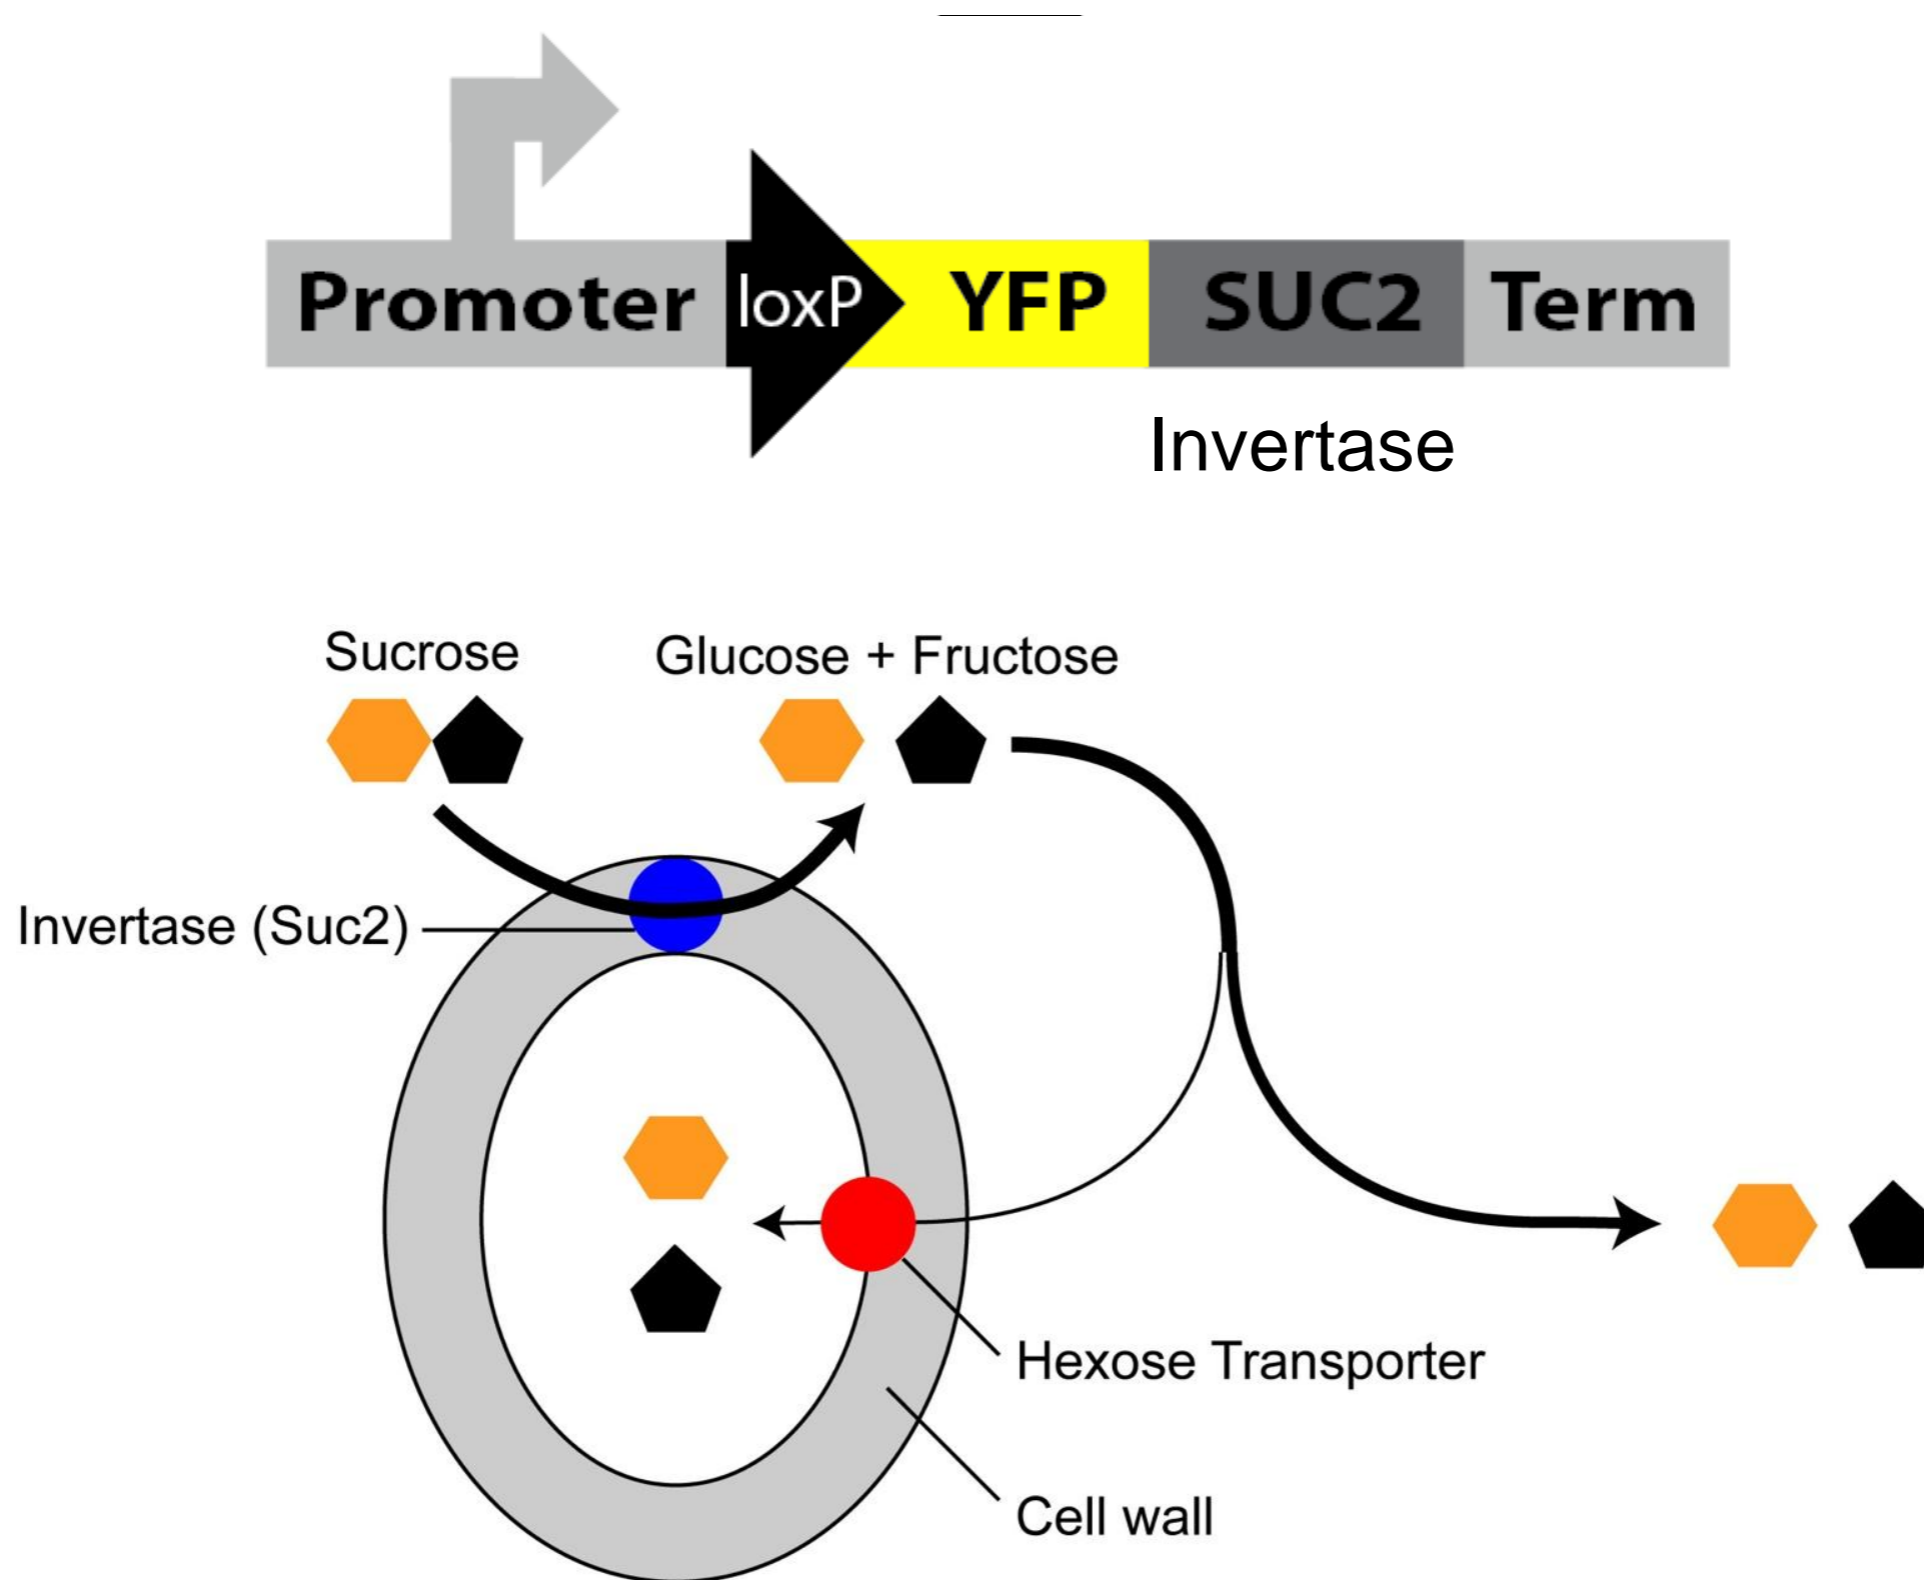 Promoter loxP YFP SUC2 Term
Invertase
Sucrose Glucose + Fructose
Invertase (Suc2)
Hexose Transporter
Cell wall